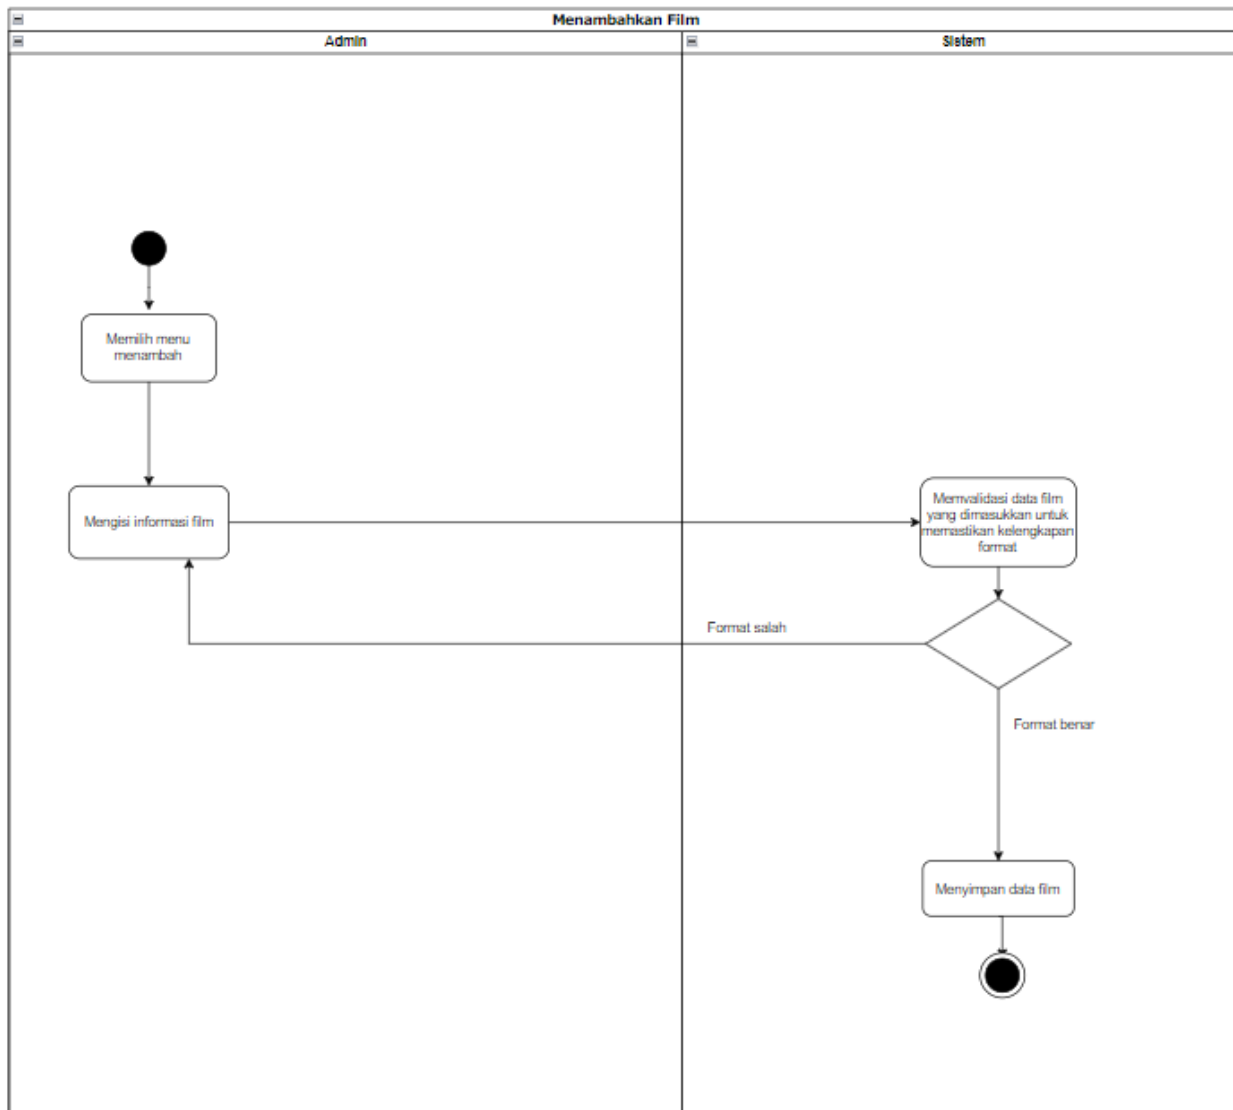 Menambahkan Film
Admin
Sistem
Memilih menu
menambah
Mengisi informasi film
Memvalidasi data film
yang dimasukkan untuk
memastikan kelengkapan
format
Format salah
Format benar
Menyimpan data film